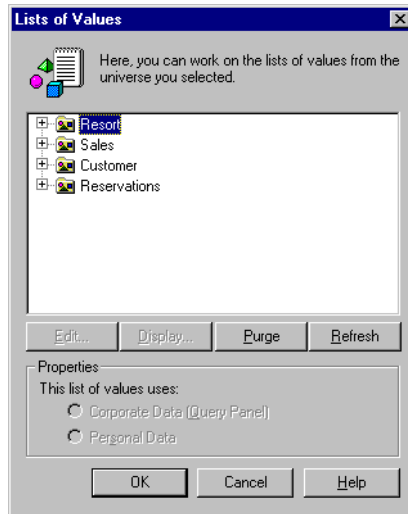 Lists of Values
Here, you can work on the lists of values from the
universe you selected.
Resort
Sales
Customer
Reservations
Edit... Display... Purge Refresh
Properties
This list of values uses:
Corporate Data (Query Panel)
Personal Data
OK Cancel Help